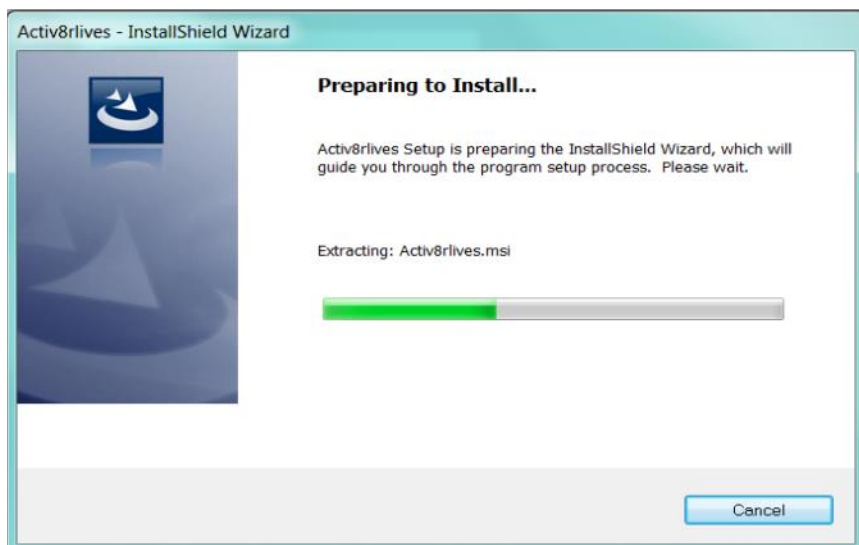 Activ8rlives - InstallShield Wizard
Preparing to Install...
Activ8rlives Setup is preparing the InstallShield Wizard, which will
guide you through the program setup process. Please wait.
Extracting: Activ8rlives.msi
Cancel